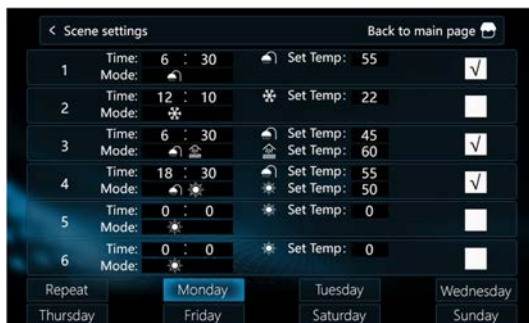 < Scene settings Back to main page
1 Time: 6 : 30 Set Temp: 55 √
Mode:
2 Time: 12 : 10 Set Temp: 22
Mode:
3 Time: 6 : 30 Set Temp: 45 √
Mode: Set Temp: 60
4 Time: 18 : 30 Set Temp: 55 √
Mode: Set Temp: 50
5 Time: 0 : 0 Set Temp: 0
Mode:
6 Time: 0 : 0 Set Temp: 0
Mode:
Repeat Monday Tuesday Wednesday
Thursday Friday Saturday Sunday